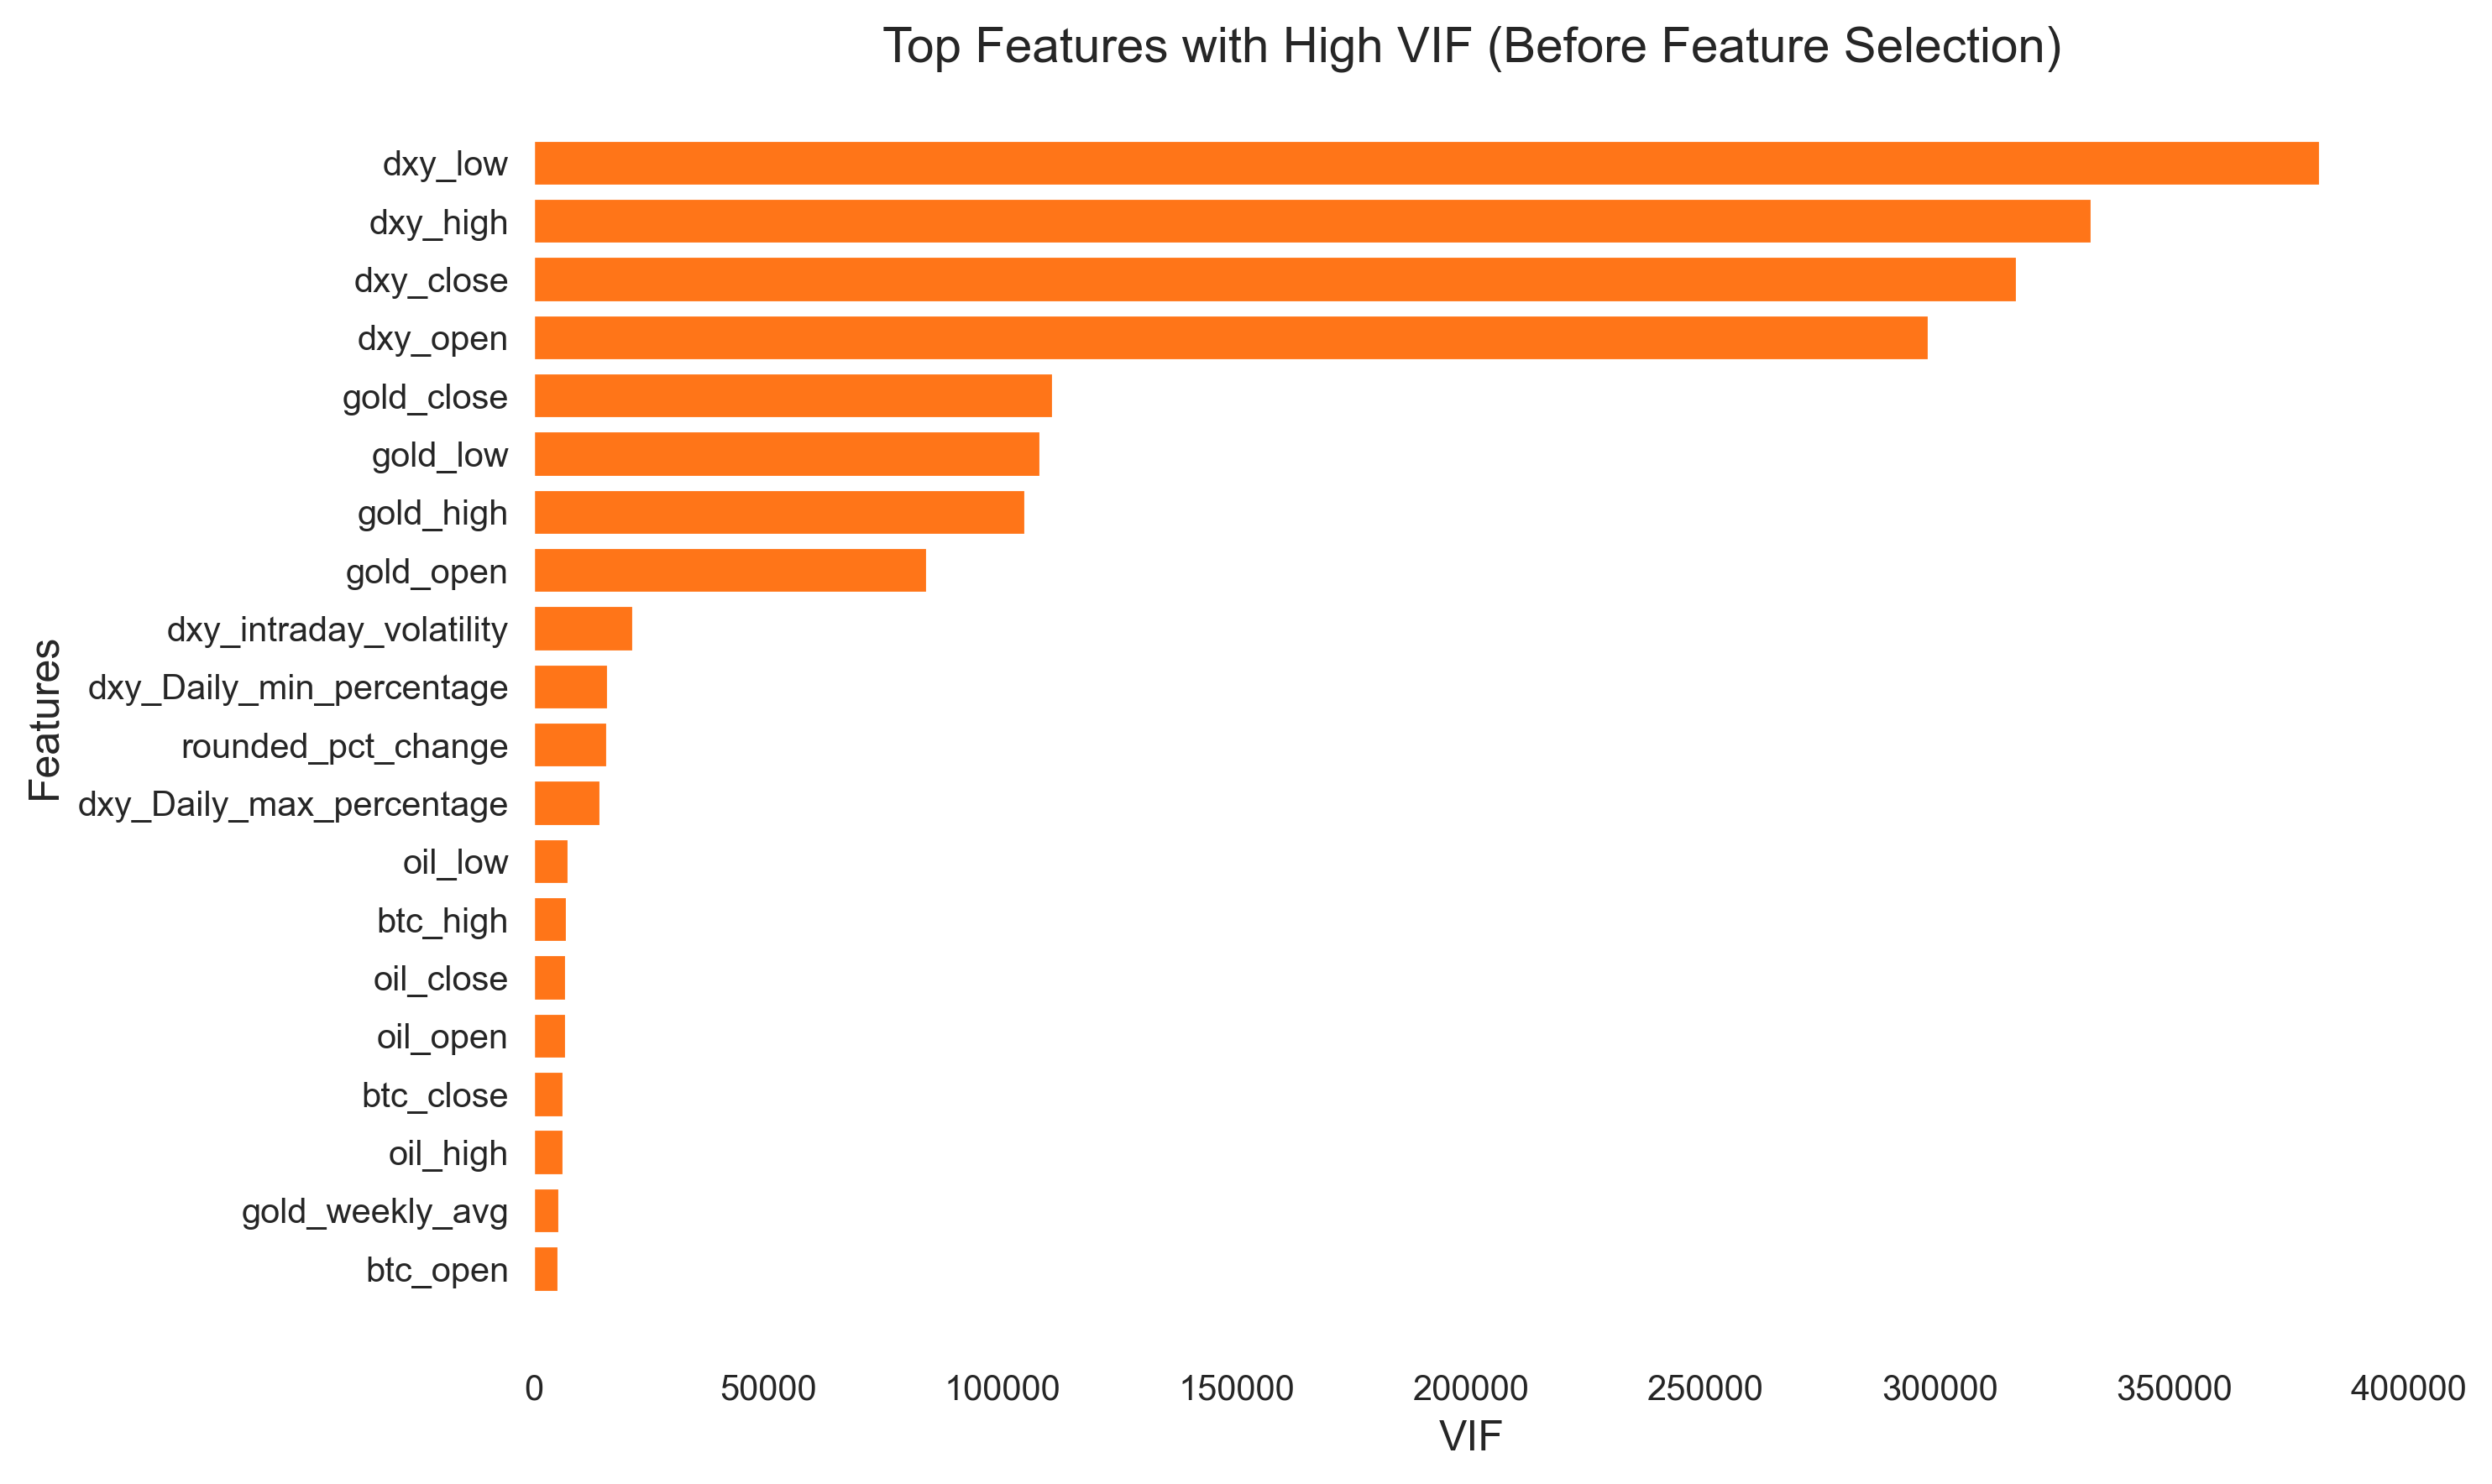 Top Features with High VIF (Before Feature Selection)
Features
dxy_low
dxy_high
dxy_close
dxy_open
gold_close
gold_low
gold_high
gold_open
dxy_intraday_volatility
dxy_Daily_min_percentage
rounded_pct_change
dxy_Daily_max_percentage
oil_low
btc_high
oil_close
oil_open
btc_close
oil_high
gold_weekly_avg
btc_open
0 50000 100000 150000 200000 250000 300000 350000 400000
VIF